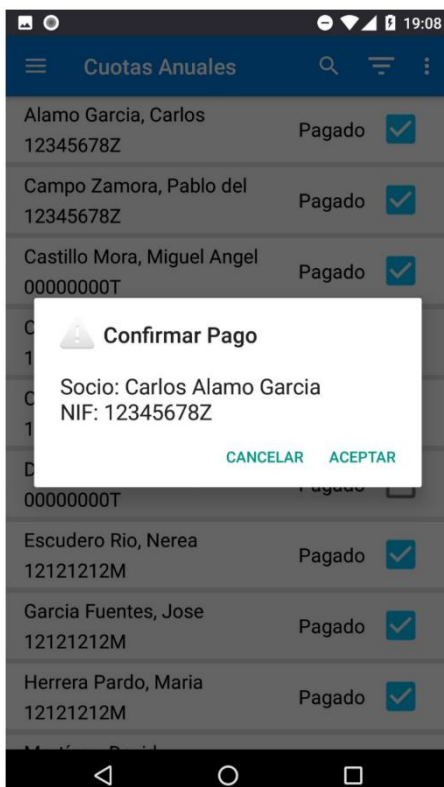 19:08
Cuotas Anuales
Alamo Garcia, Carlos
Pagado
12345678Z
Campo Zamora, Pablo del
Pagado
12345678Z
Castillo Mora, Miguel Angel
Pagado
00000000T
Confirmar Pago
Socio: Carlos Alamo Garcia
NIF: 12345678Z
CANCELAR ACEPTAR
Pagado
00000000T
Escudero Rio, Nerea
Pagado
12121212M
Garcia Fuentes, Jose
Pagado
12121212M
Herrera Pardo, Maria
Pagado
12121212M